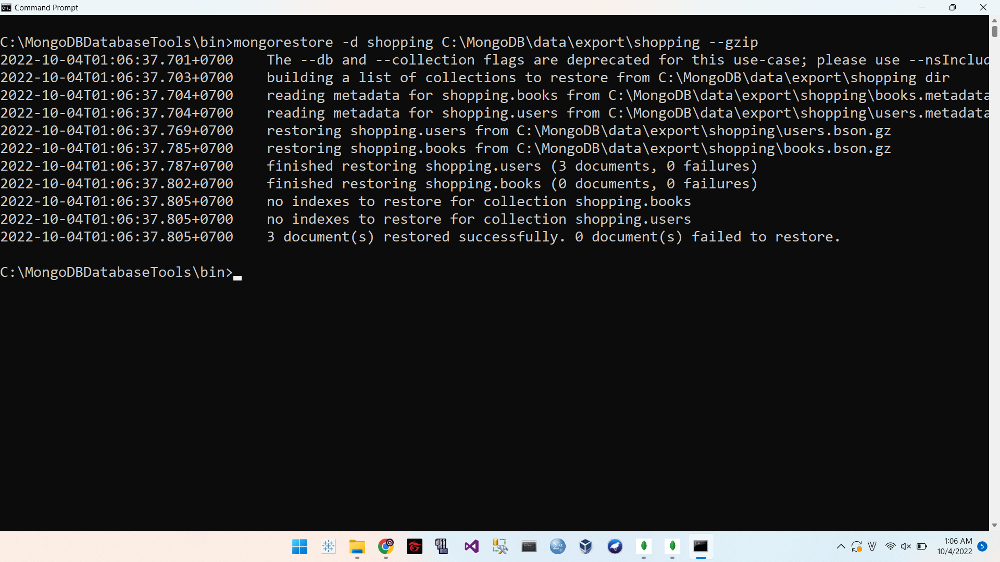 Command Prompt
C:\MongoDBDatabaseTools\bin>mongorestore -d shopping C:\MongoDB\data\export\shopping --gzip
2022-10-04T01:06:37.701+0700    The --db and --collection flags are deprecated for this use-case; please use --nsInclud
2022-10-04T01:06:37.703+0700    building a list of collections to restore from C:\MongoDB\data\export\shopping dir
2022-10-04T01:06:37.704+0700    reading metadata for shopping.books from C:\MongoDB\data\export\shopping\books.metadata
2022-10-04T01:06:37.704+0700    reading metadata for shopping.users from C:\MongoDB\data\export\shopping\users.metadata
2022-10-04T01:06:37.769+0700    restoring shopping.users from C:\MongoDB\data\export\shopping\users.bson.gz
2022-10-04T01:06:37.785+0700    restoring shopping.books from C:\MongoDB\data\export\shopping\books.bson.gz
2022-10-04T01:06:37.787+0700    finished restoring shopping.users (3 documents, 0 failures)
2022-10-04T01:06:37.802+0700    finished restoring shopping.books (0 documents, 0 failures)
2022-10-04T01:06:37.805+0700    no indexes to restore for collection shopping.books
2022-10-04T01:06:37.805+0700    no indexes to restore for collection shopping.users
2022-10-04T01:06:37.805+0700    3 document(s) restored successfully. 0 document(s) failed to restore.
C:\MongoDBDatabaseTools\bin>
V
1:06 AM
10/4/2022
5